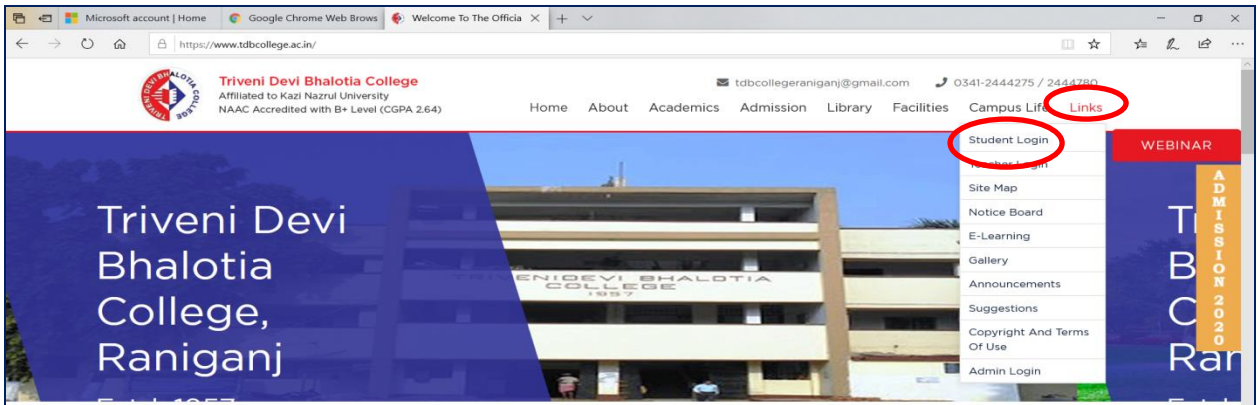 Microsoft account | Home
Google Chrome Web Brows
Welcome To The Officia
https://www.tdbcollege.ac.in/
TRIVENI DEVI BHALOTIA COLLEGE
Triveni Devi Bhalotia College
Affiliated to Kazi Nazrul University
NAAC Accredited with B+ Level (CGPA 2.64)
tdbcollegeraniganj@gmail.com 0341-2444275 / 2444780
Home About Academics Admission Library Facilities Campus Life Links
Student Login
Teacher Login
Site Map
Notice Board
E-Learning
Gallery
Announcements
Suggestions
Copyright And Terms
Of Use
Admin Login
WEBINAR
ADMISSION 2020
Triveni Devi
Bhalotia
College,
Raniganj
TRIVENIDEVI BHALOTIA
COLLEGE
1957